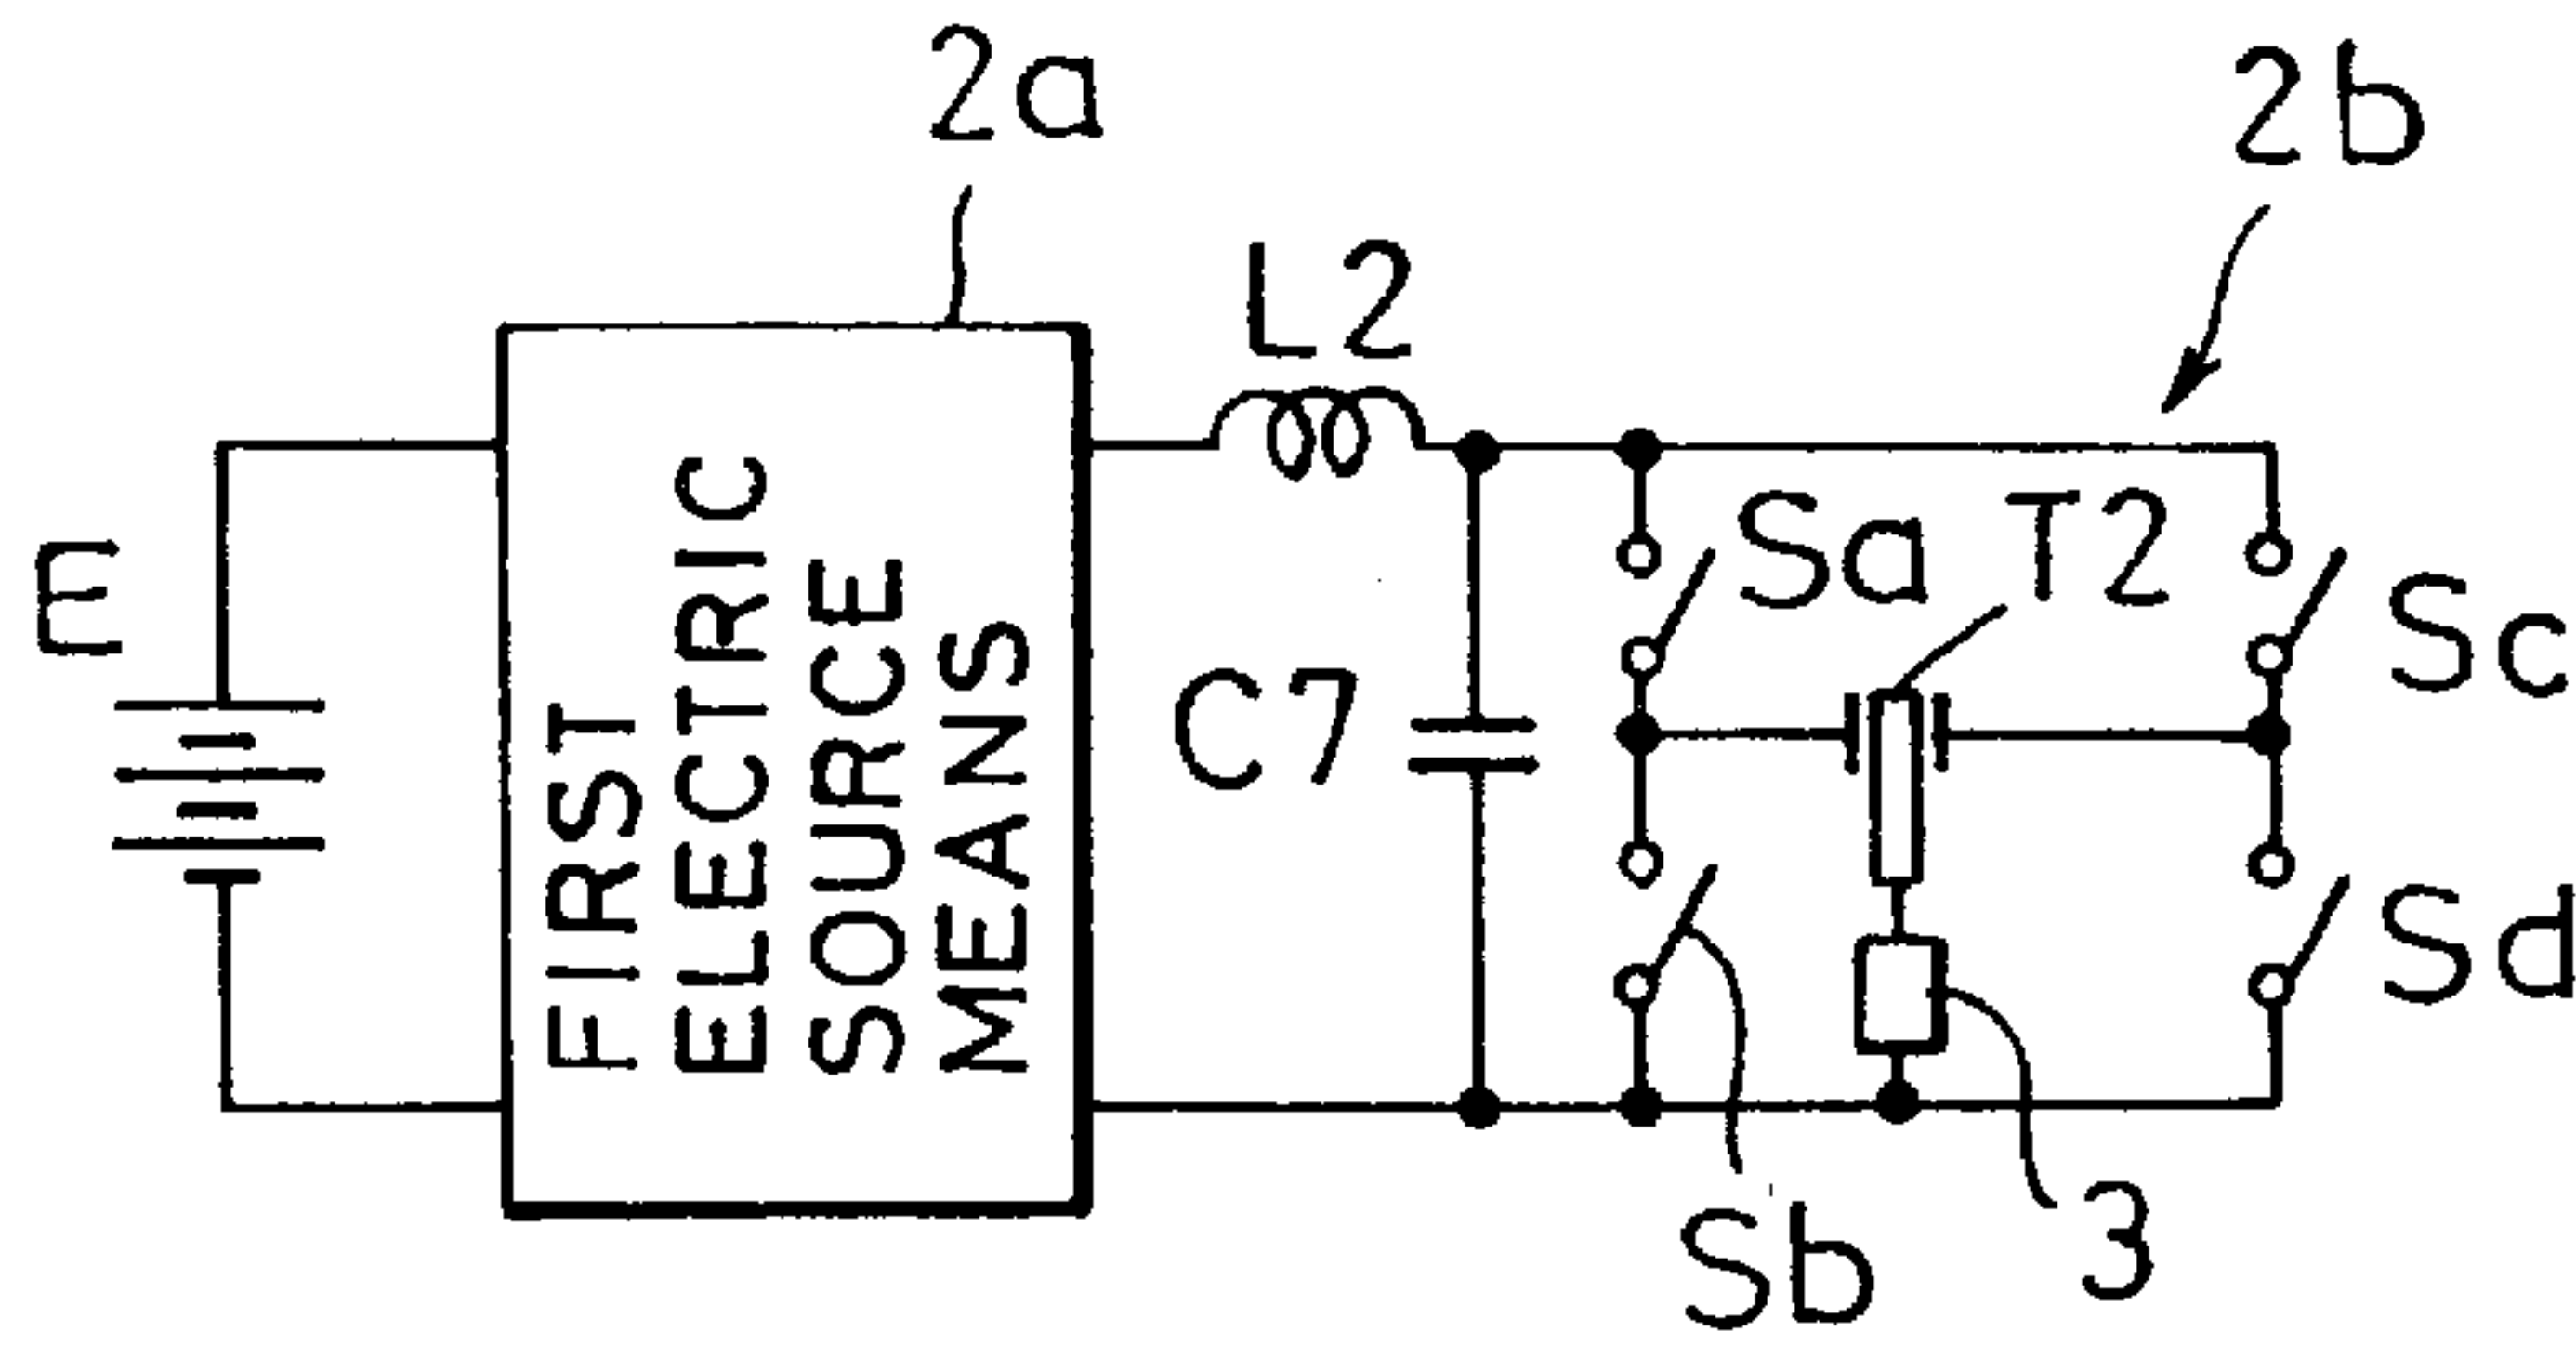 2a
2b
L2
E
FIRST
ELECTRIC
SOURCE
MEANS
C7
Sa
T2
Sc
Sd
Sb
3